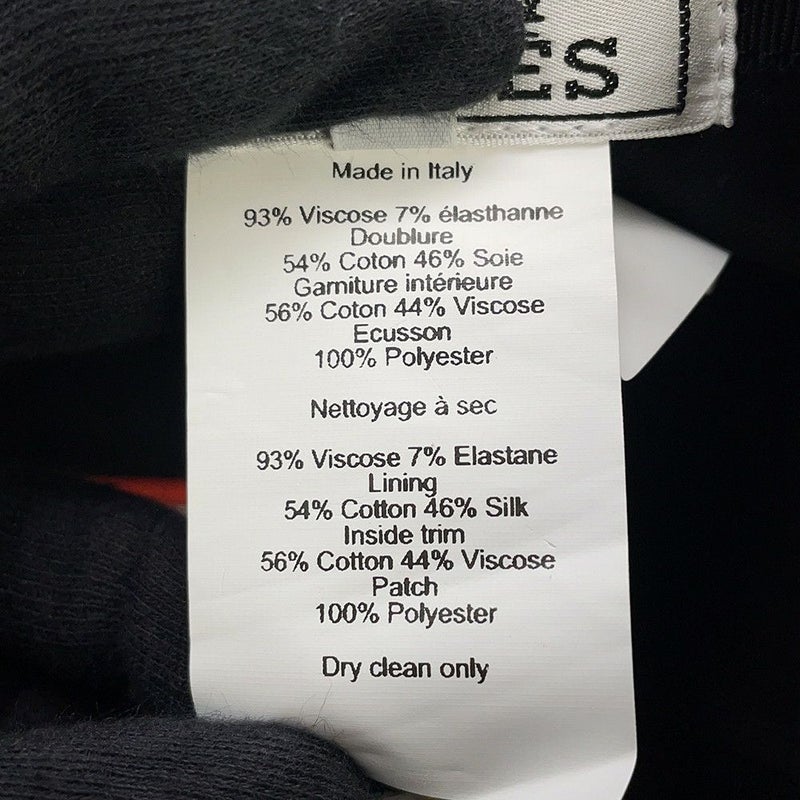 ES
Made in Italy
93% Viscose 7% élasthanne
Doublure
54% Coton 46% Soie
Garniture intérieure
56% Coton 44% Viscose
Ecusson
100% Polyester
Nettoyage à sec
93% Viscose 7% Elastane
Lining
54% Cotton 46% Silk
Inside trim
56% Cotton 44% Viscose
Patch
100% Polyester
Dry clean only